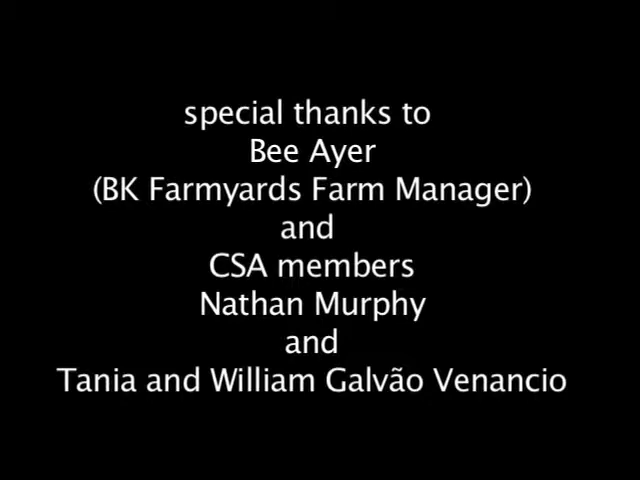 special thanks to
Bee Ayer
(BK Farmyards Farm Manager)
and
CSA members
Nathan Murphy
and
Tania and William Galvão Venancio